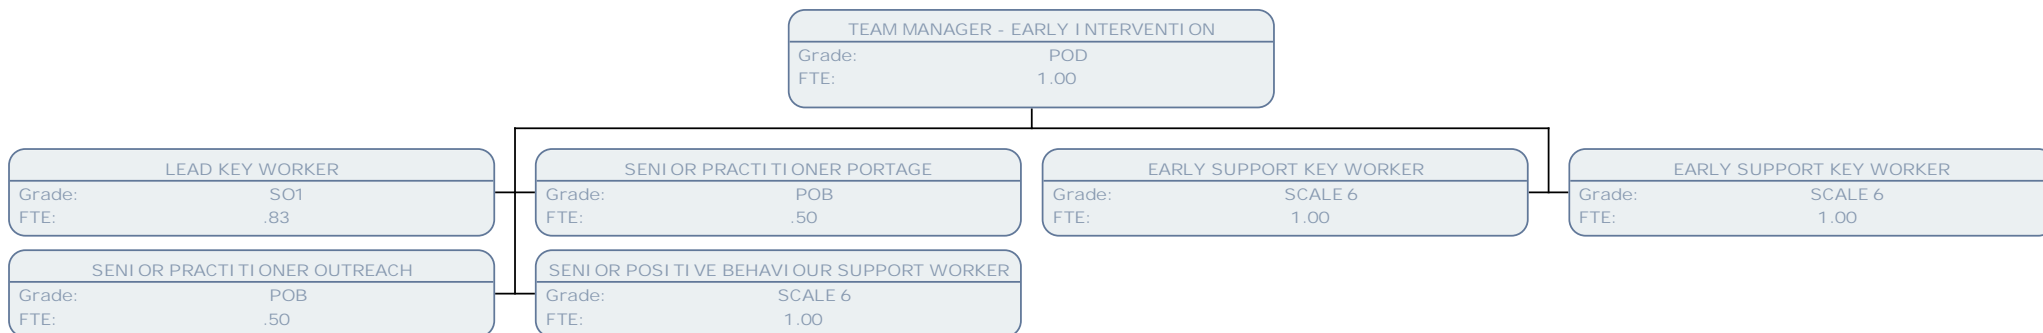 TEAM MANAGER - EARLY INTERVENTION
Grade: POD
FTE: 1.00
LEAD KEY WORKER
Grade: SO1
FTE: .83
SENIOR PRACTITIONER PORTAGE
Grade: POB
FTE: .50
EARLY SUPPORT KEY WORKER
Grade: SCALE 6
FTE: 1.00
EARLY SUPPORT KEY WORKER
Grade: SCALE 6
FTE: 1.00
SENIOR PRACTITIONER OUTREACH
Grade: POB
FTE: .50
SENIOR POSITIVE BEHAVIOUR SUPPORT WORKER
Grade: SCALE 6
FTE: 1.00